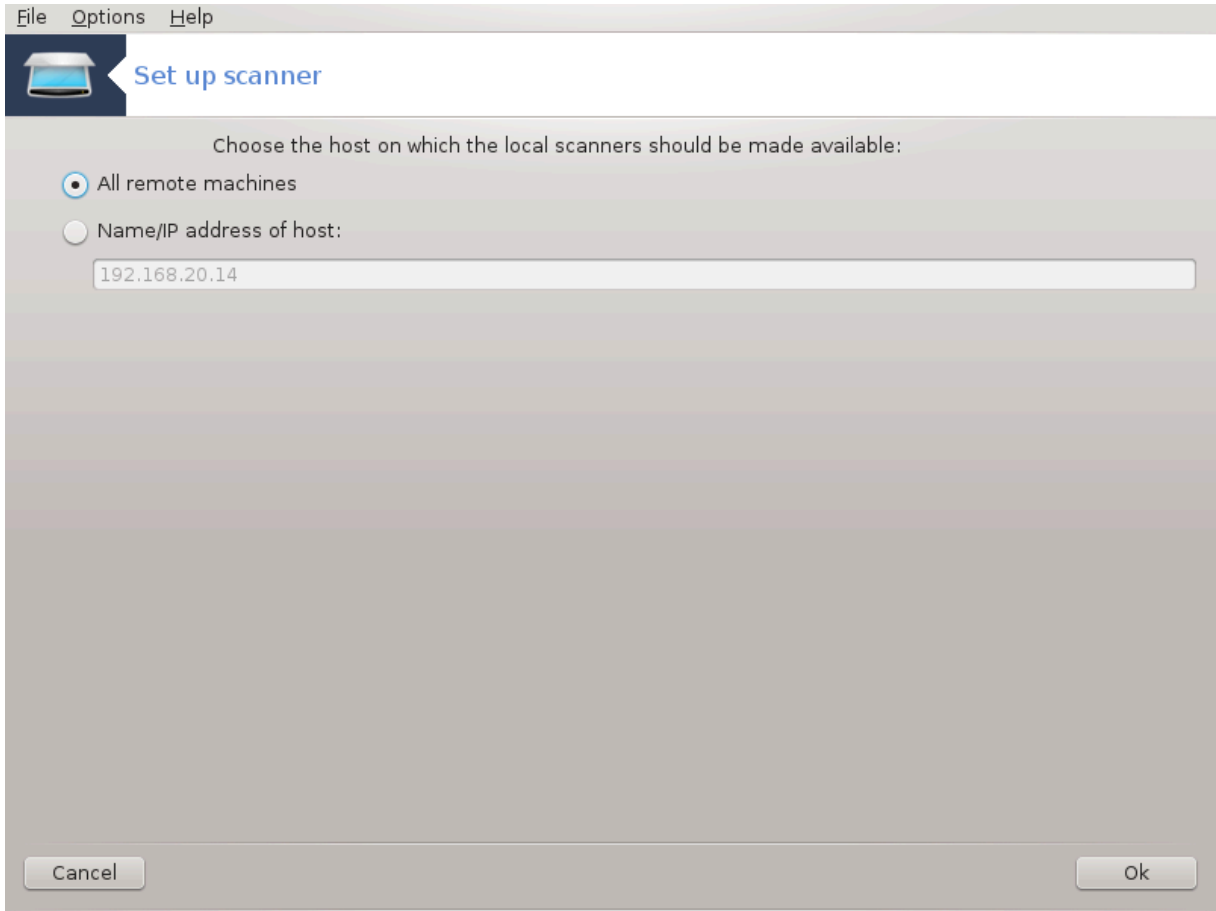 File Options Help
Set up scanner
Choose the host on which the local scanners should be made available:
All remote machines
Name/IP address of host:
192.168.20.14
Cancel Ok